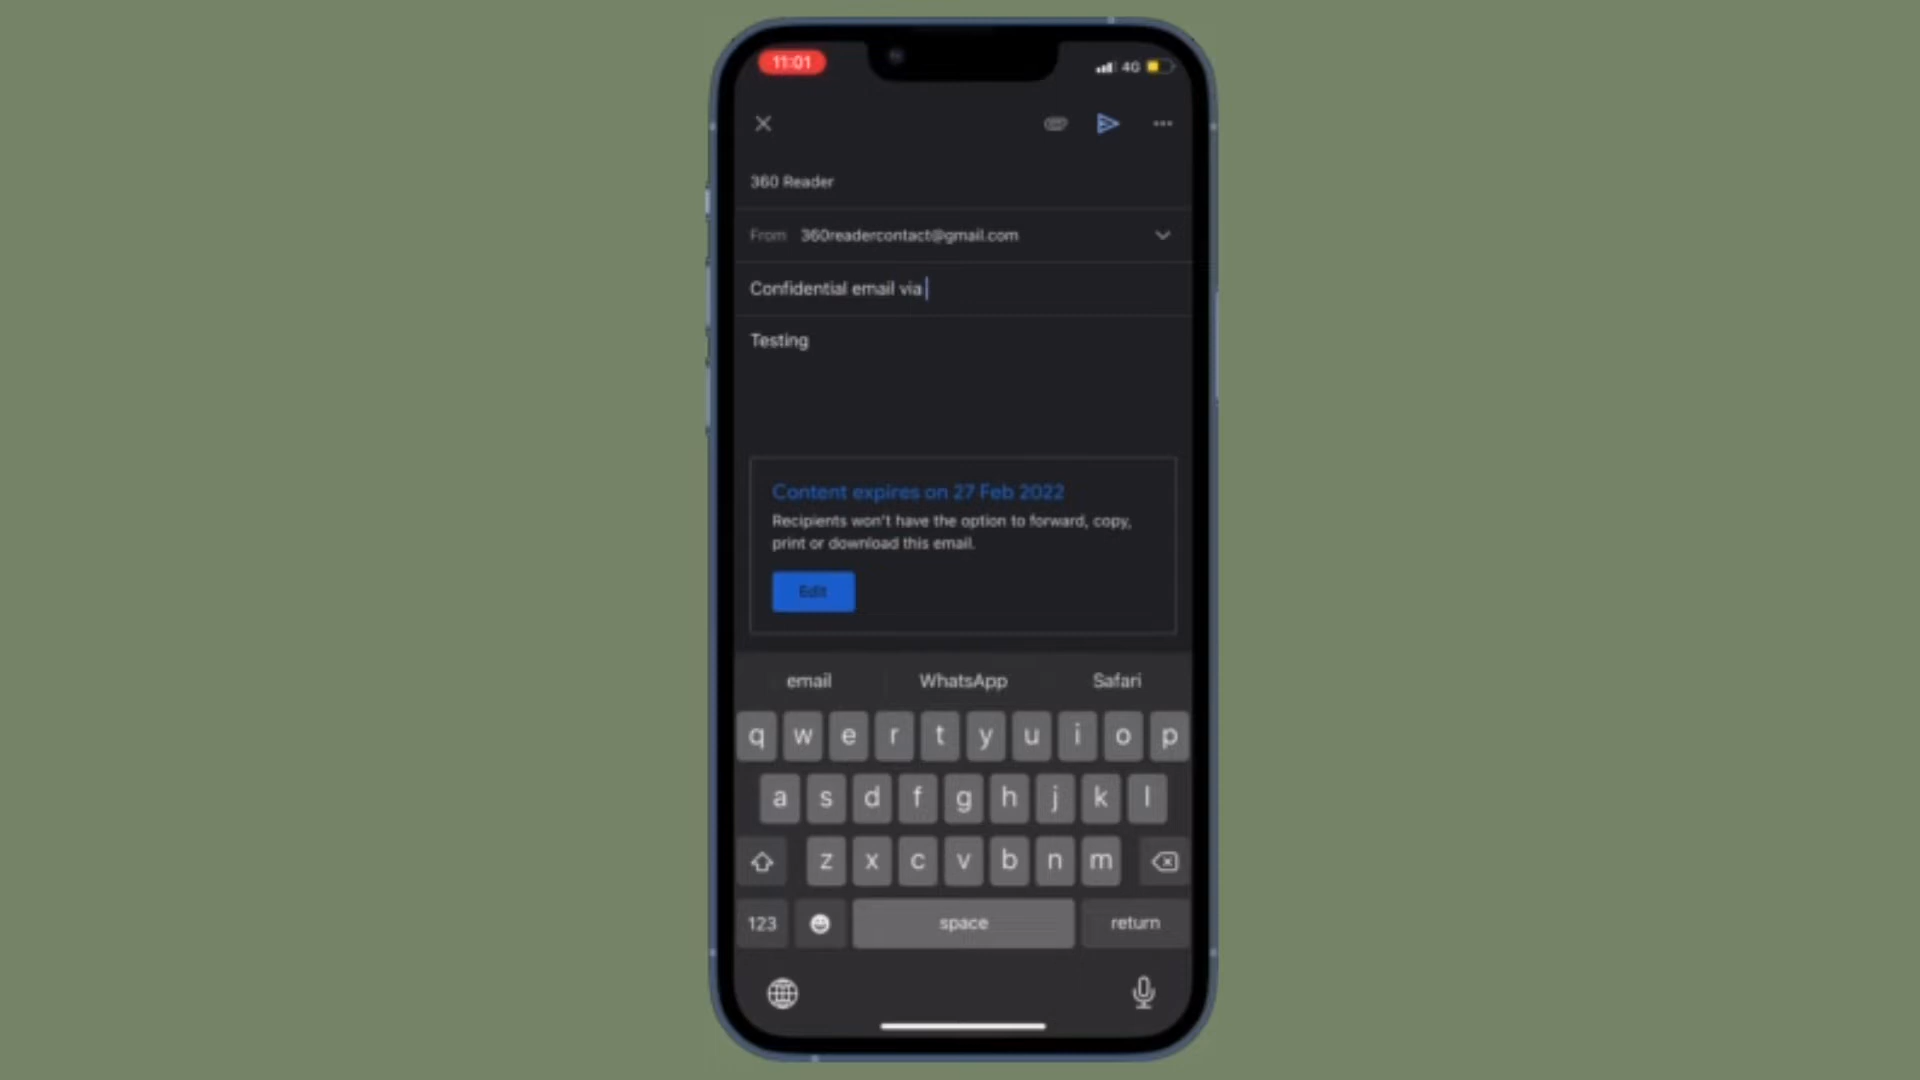 11:01
4G
360 Reader
From 360readercontact@gmail.com
Confidential email via
Testing
Content expires on 27 Feb 2022
Recipients won't have the option to forward, copy,
print or download this email.
Edit
email WhatsApp Safari
q w e r t y u i o p
a s d f g h j k l
z x c v b n m
123 space return